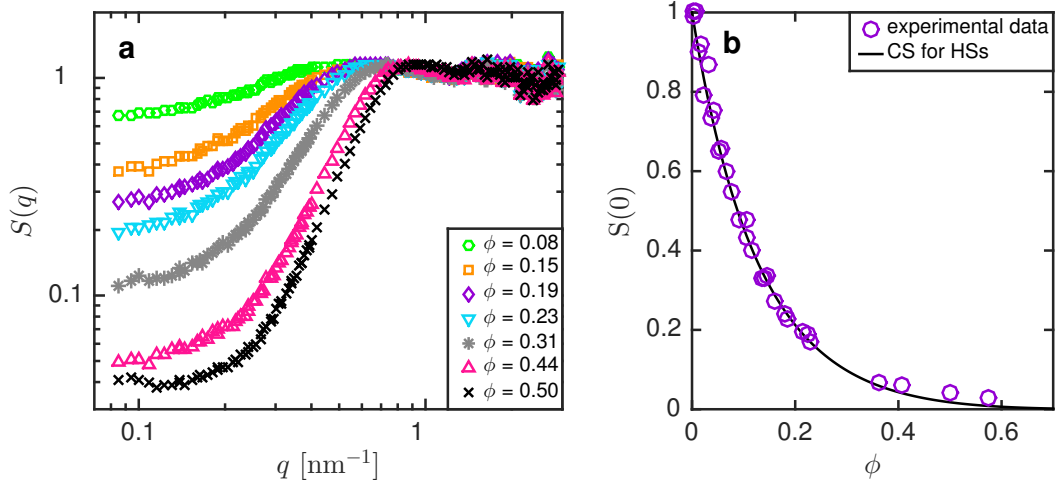 a
S(q)
1
0.1
ϕ = 0.08
ϕ = 0.15
ϕ = 0.19
ϕ = 0.23
ϕ = 0.31
ϕ = 0.44
ϕ = 0.50
0.1 1
q [nm⁻¹]
b
experimental data
CS for HSs
S(0)
1
0.8
0.6
0.4
0.2
0
0 0.2 0.4 0.6
ϕ